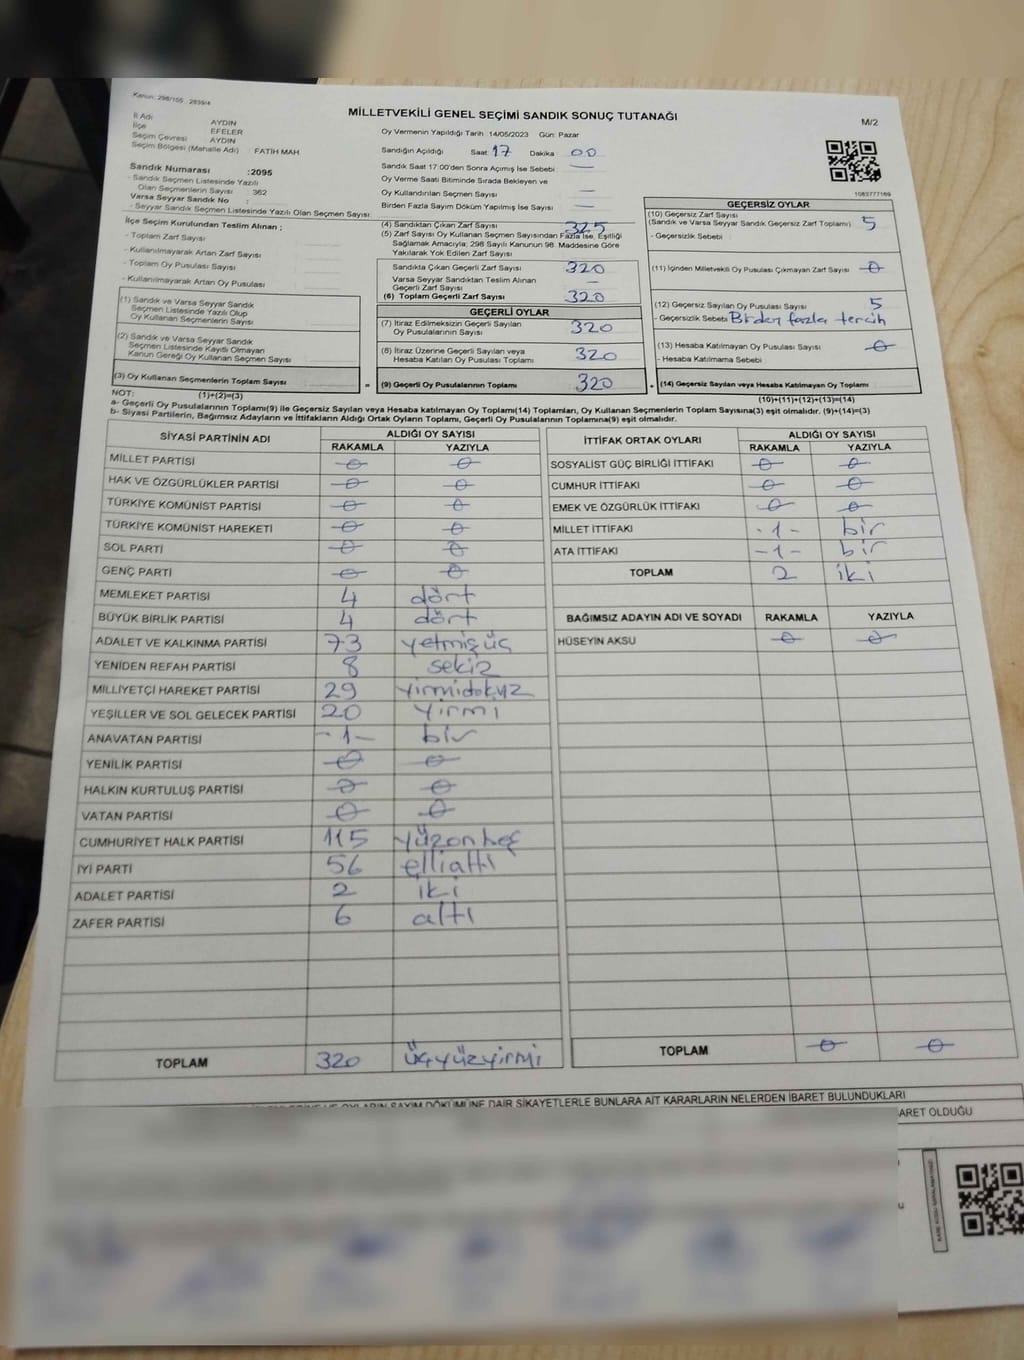 Kanun: 298/105 , 2839/4
MİLLETVEKİLİ GENEL SEÇİMİ SANDIK SONUÇ TUTANAĞI
M/2
İl Adı AYDIN
İlçe EFELER
Seçim Çevresi AYDIN
Seçim Bölgesi (Mahalle Adı) : FATİH MAH
Sandık Numarası :2095
- Sandık Seçmen Listesinde Yazılı
Olan Seçmenlerin Sayısı : 362
Varsa Seyyar Sandık No :
- Seyyar Sandık Seçmen Listesinde Yazılı Olan Seçmen Sayısı:
Oy Vermenin Yapıldığı Tarih :14/05/2023 Gün: Pazar
Sandığın Açıldığı Saat: 17 Dakika 00
Sandık Saat 17:00'den Sonra Açımış İse Sebebi: —
Oy Verme Saati Bitiminde Sırada Bekleyen ve
Oy Kullandırılan Seçmen Sayısı —
Birden Fazla Sayım Döküm Yapılmış İse Sayısı : —
1083777169
İlçe Seçim Kurulundan Teslim Alınan ;
- Toplam Zarf Sayısı
- Kullanılmayarak Artan Zarf Sayısı
- Toplam Oy Pusulası Sayısı
- Kullanılmayarak Artan Oy Pusulası
(1) Sandık ve Varsa Seyyar Sandık
Seçmen Listesinde Yazılı Olup
Oy Kullanan Seçmenlerin Sayısı
(2) Sandık ve Varsa Seyyar Sandık
Seçmen Listesinde Kayıtlı Olmayan
Kanun Gereği Oy Kullanan Seçmen Sayısı
(3) Oy Kullanan Seçmenlerin Toplam Sayısı
(1)+(2)=(3)
(4) Sandıktan Çıkan Zarf Sayısı 325
(5) Zarf Sayısı Oy Kullanan Seçmen Sayısından Fazla İse, Eşitliği
Sağlamak Amacıyla; 298 Sayılı Kanunun 98. Maddesine Göre
Yakılarak Yok Edilen Zarf Sayısı
Sandıkta Çıkan Geçerli Zarf Sayısı 320
Varsa Seyyar Sandıktan Teslim Alınan
Geçerli Zarf Sayısı —
(6) Toplam Geçerli Zarf Sayısı 320
GEÇERLİ OYLAR
(7) İtiraz Edilmeksizin Geçerli Sayılan
Oy Pusulalarının Sayısı 320
(8) İtiraz Üzerine Geçerli Sayılan veya
Hesaba Katılan Oy Pusulası Toplamı 320
= (9) Geçerli Oy Pusulalarının Toplamı 320
GEÇERSİZ OYLAR
(10) Geçersiz Zarf Sayısı
(Sandık ve Varsa Seyyar Sandık Geçersiz Zarf Toplamı) 5
- Geçersizlik Sebebi :
(11) İçinden Milletvekili Oy Pusulası Çıkmayan Zarf Sayısı 0
(12) Geçersiz Sayılan Oy Pusulası Sayısı 5
- Geçersizlik Sebebi Birden fazla tercih
(13) Hesaba Katılmayan Oy Pusulası Sayısı 0
- Hesaba Katılmama Sebebi
+ (14) Geçersiz Sayılan veya Hesaba Katılmayan Oy Toplamı
(10)+(11)+(12)+(13)=(14)
NOT:
a- Geçerli Oy Pusulalarının Toplamı(9) ile Geçersiz Sayılan veya Hesaba katılmayan Oy Toplamı(14) Toplamları, Oy Kullanan Seçmenlerin Toplam Sayısına(3) eşit olmalıdır. (9)+(14)=(3)
b- Siyasi Partilerin, Bağımsız Adayların ve İttifakların Aldığı Ortak Oyların Toplamı, Geçerli Oy Pusulalarının Toplamına(9) eşit olmalıdır.
SİYASİ PARTİNİN ADI ALDIĞI OY SAYISI
RAKAMLA YAZIYLA
MİLLET PARTİSİ 0 0
HAK VE ÖZGÜRLÜKLER PARTİSİ 0 0
TÜRKİYE KOMÜNİST PARTİSİ 0 0
TÜRKİYE KOMÜNİST HAREKETİ 0 0
SOL PARTİ 0 0
GENÇ PARTİ 0 0
MEMLEKET PARTİSİ 4 dört
BÜYÜK BİRLİK PARTİSİ 4 dört
ADALET VE KALKINMA PARTİSİ 73 yetmişüç
YENİDEN REFAH PARTİSİ 8 sekiz
MİLLİYETÇİ HAREKET PARTİSİ 29 yirmidokuz
YEŞİLLER VE SOL GELECEK PARTİSİ 20 yirmi
ANAVATAN PARTİSİ -1- bir
YENİLİK PARTİSİ 0 0
HALKIN KURTULUŞ PARTİSİ 0 0
VATAN PARTİSİ 0 0
CUMHURİYET HALK PARTİSİ 115 yüzonbeş
İYİ PARTİ 56 ellialtı
ADALET PARTİSİ 2 iki
ZAFER PARTİSİ 6 altı
TOPLAM 320 üçyüzyirmi
İTTİFAK ORTAK OYLARI ALDIĞI OY SAYISI
RAKAMLA YAZIYLA
SOSYALİST GÜÇ BİRLİĞİ İTTİFAKI 0 0
CUMHUR İTTİFAKI 0 0
EMEK VE ÖZGÜRLÜK İTTİFAKI 0 0
MİLLET İTTİFAKI -1- bir
ATA İTTİFAKI -1- bir
TOPLAM 2 iki
BAĞIMSIZ ADAYIN ADI VE SOYADI RAKAMLA YAZIYLA
HÜSEYİN AKSU 0 0
TOPLAM 0 0
OYLARIN SAYIM DÖKÜMÜNE DAİR ŞİKAYETLERLE BUNLARA AİT KARARLARIN NELERDEN İBARET BULUNDUKLARI
ARET OLDUĞU